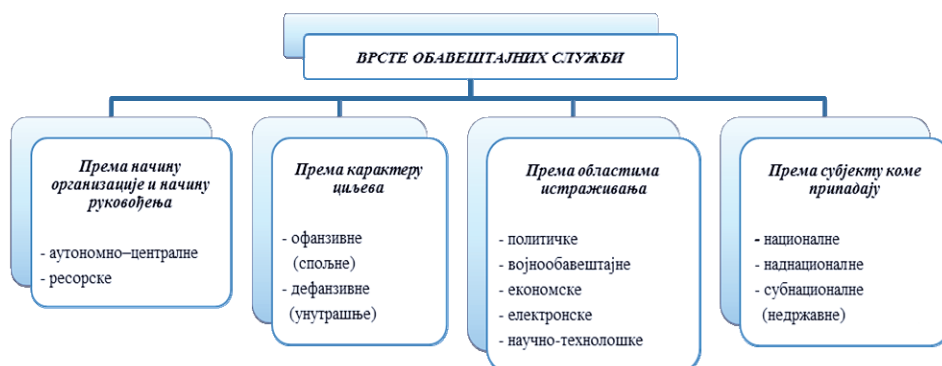 ВРСТЕ ОБАВЕШТАЈНИХ СЛУЖБИ
Према начину
организације и начину
руковођења
- аутономно–централне
- ресорске
Према карактеру
циљева
- офанзивне
(спољне)
- дефанзивне
(унутрашње)
Према областима
истраживања
- политичке
- војнообавештајне
- економске
- електронске
- научно-технолошке
Према субјекту коме
припадају
- националне
- наднационалне
- субнационалне
(недржавне)